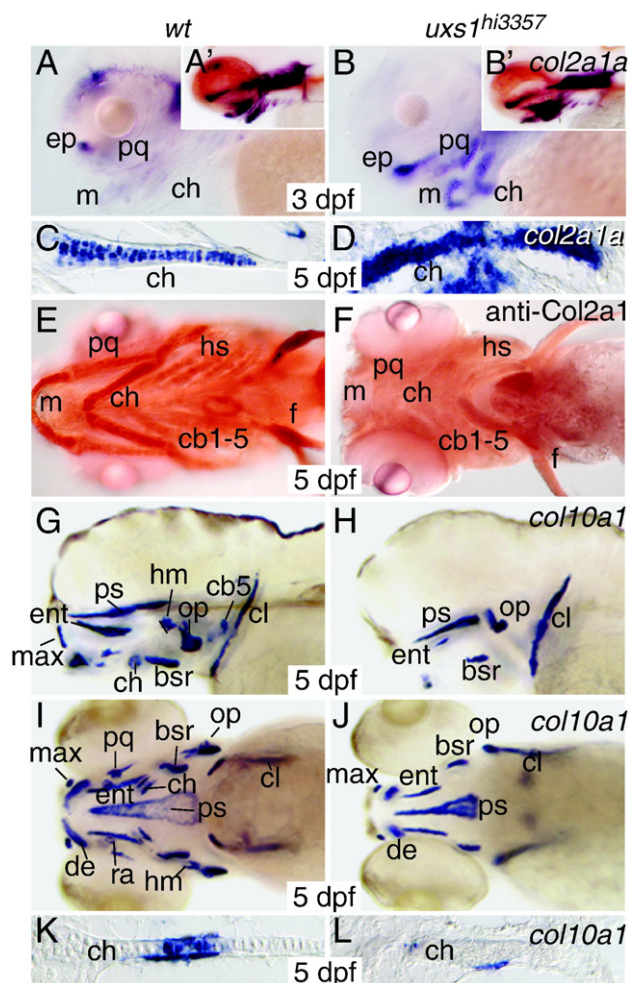 wt uxs1hi3357
A A' B B' col2a1a
ep pq m ch ep pq m ch
3 dpf
C ch D ch col2a1a
5 dpf
E F anti-Col2a1
pq hs m ch cb1-5 f
pq hs m ch cb1-5 f
5 dpf
G H col10a1
ps hm op cb5 cl ent max ch bsr
ps op cl ent bsr
5 dpf
I J col10a1
max pq bsr op ent ch cl ps de ra hm
max ent bsr op cl ps de
5 dpf
K ch L ch col10a1
5 dpf